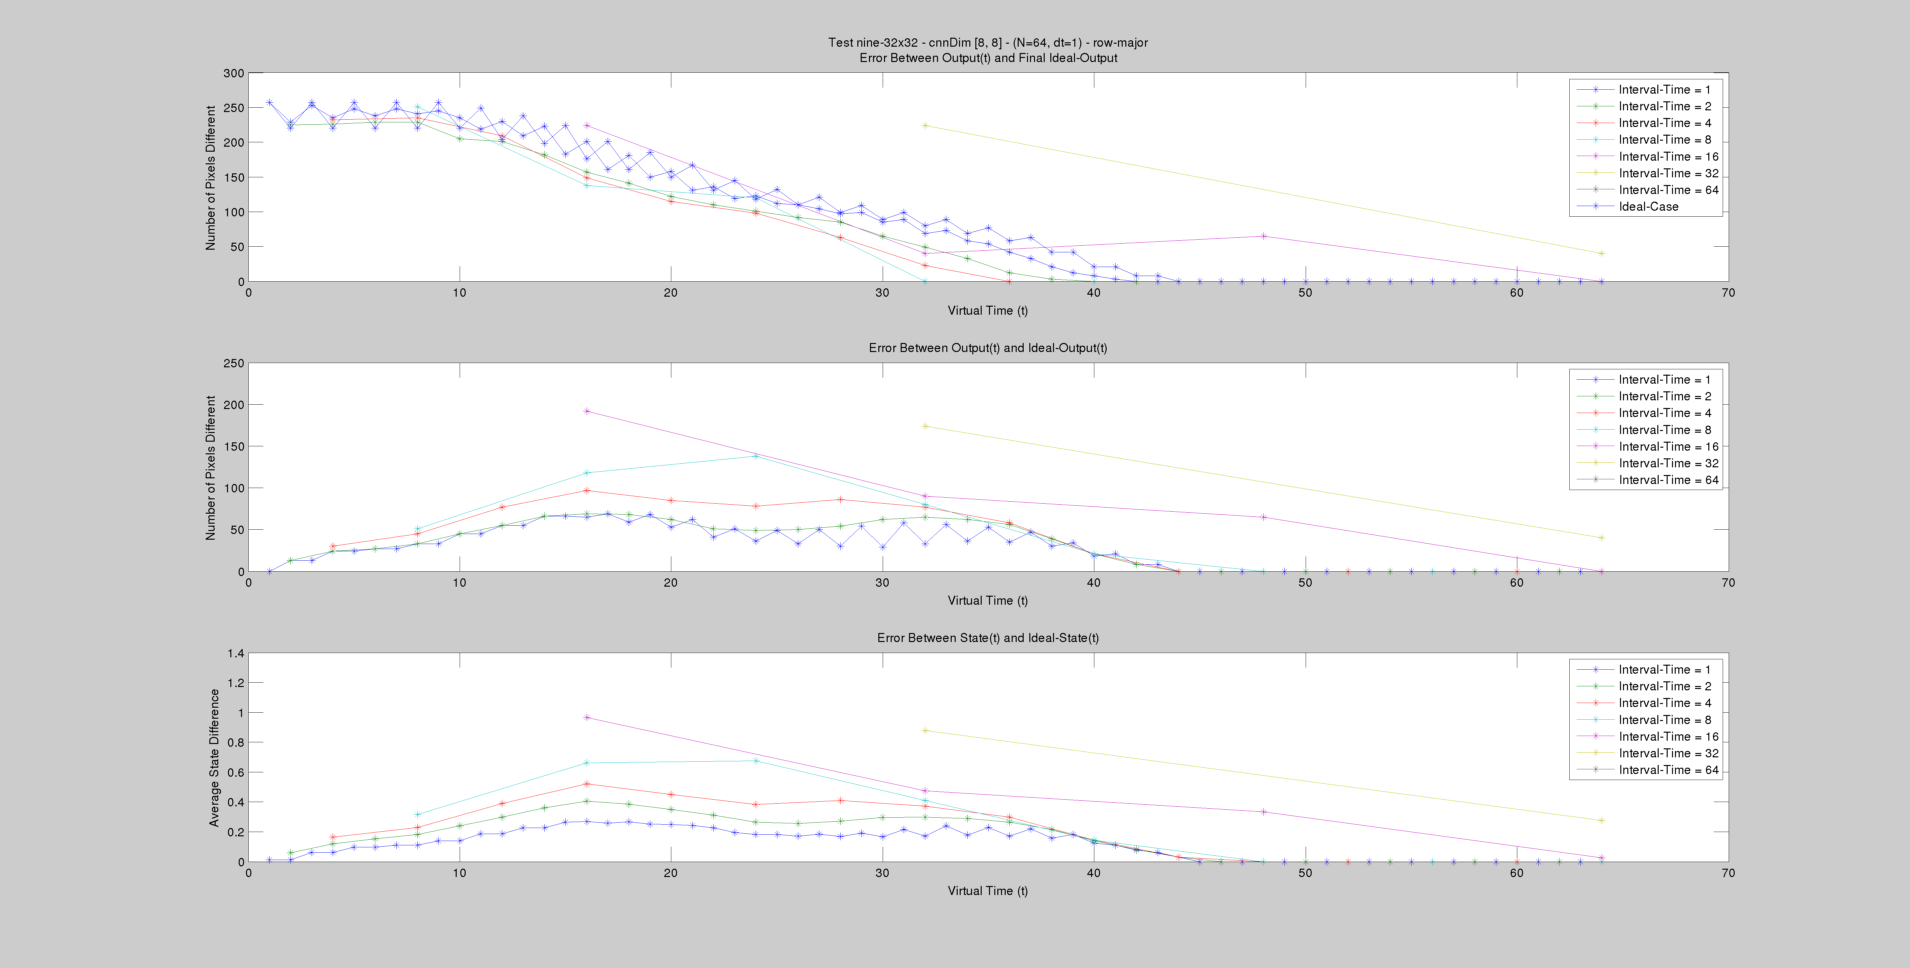 Test nine-32x32 - cnnDim [8, 8] - (N=64, dt=1) - row-major
Error Between Output(t) and Final Ideal-Output
Number of Pixels Different
300
250
200
150
100
50
0
0 10 20 30 40 50 60 70
Virtual Time (t)
Interval-Time = 1
Interval-Time = 2
Interval-Time = 4
Interval-Time = 8
Interval-Time = 16
Interval-Time = 32
Interval-Time = 64
Ideal-Case
Error Between Output(t) and Ideal-Output(t)
Number of Pixels Different
250
200
150
100
50
0
0 10 20 30 40 50 60 70
Virtual Time (t)
Interval-Time = 1
Interval-Time = 2
Interval-Time = 4
Interval-Time = 8
Interval-Time = 16
Interval-Time = 32
Interval-Time = 64
Error Between State(t) and Ideal-State(t)
Average State Difference
1.4
1.2
1
0.8
0.6
0.4
0.2
0
0 10 20 30 40 50 60 70
Virtual Time (t)
Interval-Time = 1
Interval-Time = 2
Interval-Time = 4
Interval-Time = 8
Interval-Time = 16
Interval-Time = 32
Interval-Time = 64